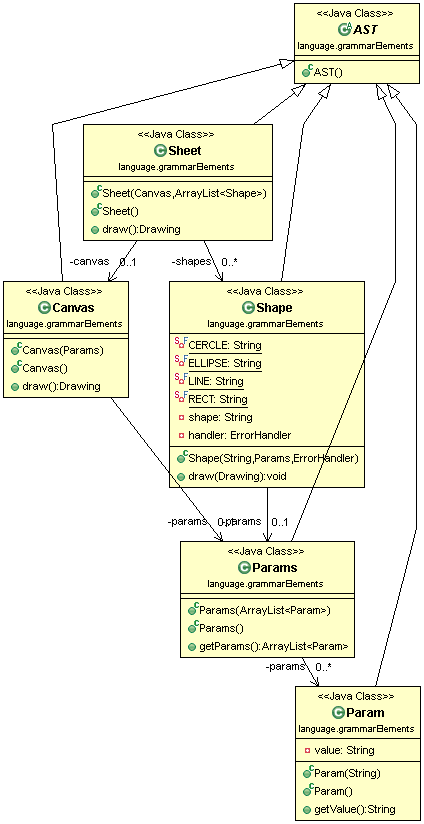 <<Java Class>>
AST
language.grammarElements
AST()
<<Java Class>>
Sheet
language.grammarElements
Sheet(Canvas,ArrayList<Shape>)
Sheet()
draw():Drawing
-canvas 0..1
-shapes 0..*
<<Java Class>>
Canvas
language.grammarElements
Canvas(Params)
Canvas()
draw():Drawing
<<Java Class>>
Shape
language.grammarElements
CERCLE: String
ELLIPSE: String
LINE: String
RECT: String
shape: String
handler: ErrorHandler
Shape(String,Params,ErrorHandler)
draw(Drawing):void
-params 0..1
-params 0..1
<<Java Class>>
Params
language.grammarElements
Params(ArrayList<Param>)
Params()
getParams():ArrayList<Param>
-params 0..*
<<Java Class>>
Param
language.grammarElements
value: String
Param(String)
Param()
getValue():String